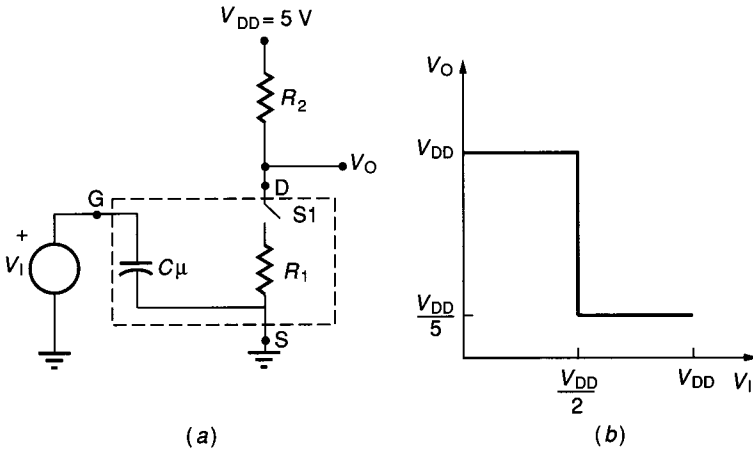 V_DD = 5 V
R_2
V_O
D
G
S1
+
V_I
Cμ
R_1
S
(a)
V_O
V_DD
V_DD/5
V_DD/2
V_DD
V_I
(b)